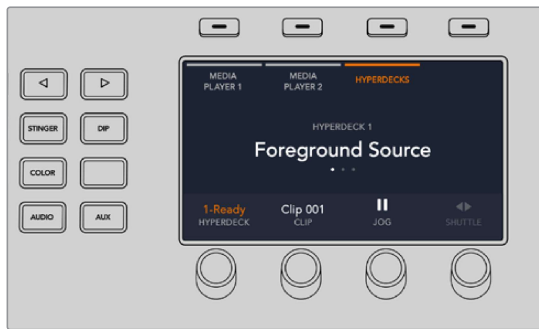 MEDIA
PLAYER 1
MEDIA
PLAYER 2
HYPERDECKS
HYPERDECK 1
Foreground Source
1-Ready
HYPERDECK
Clip 001
CLIP
JOG
SHUTTLE
STINGER
DIP
COLOR
AUDIO
AUX